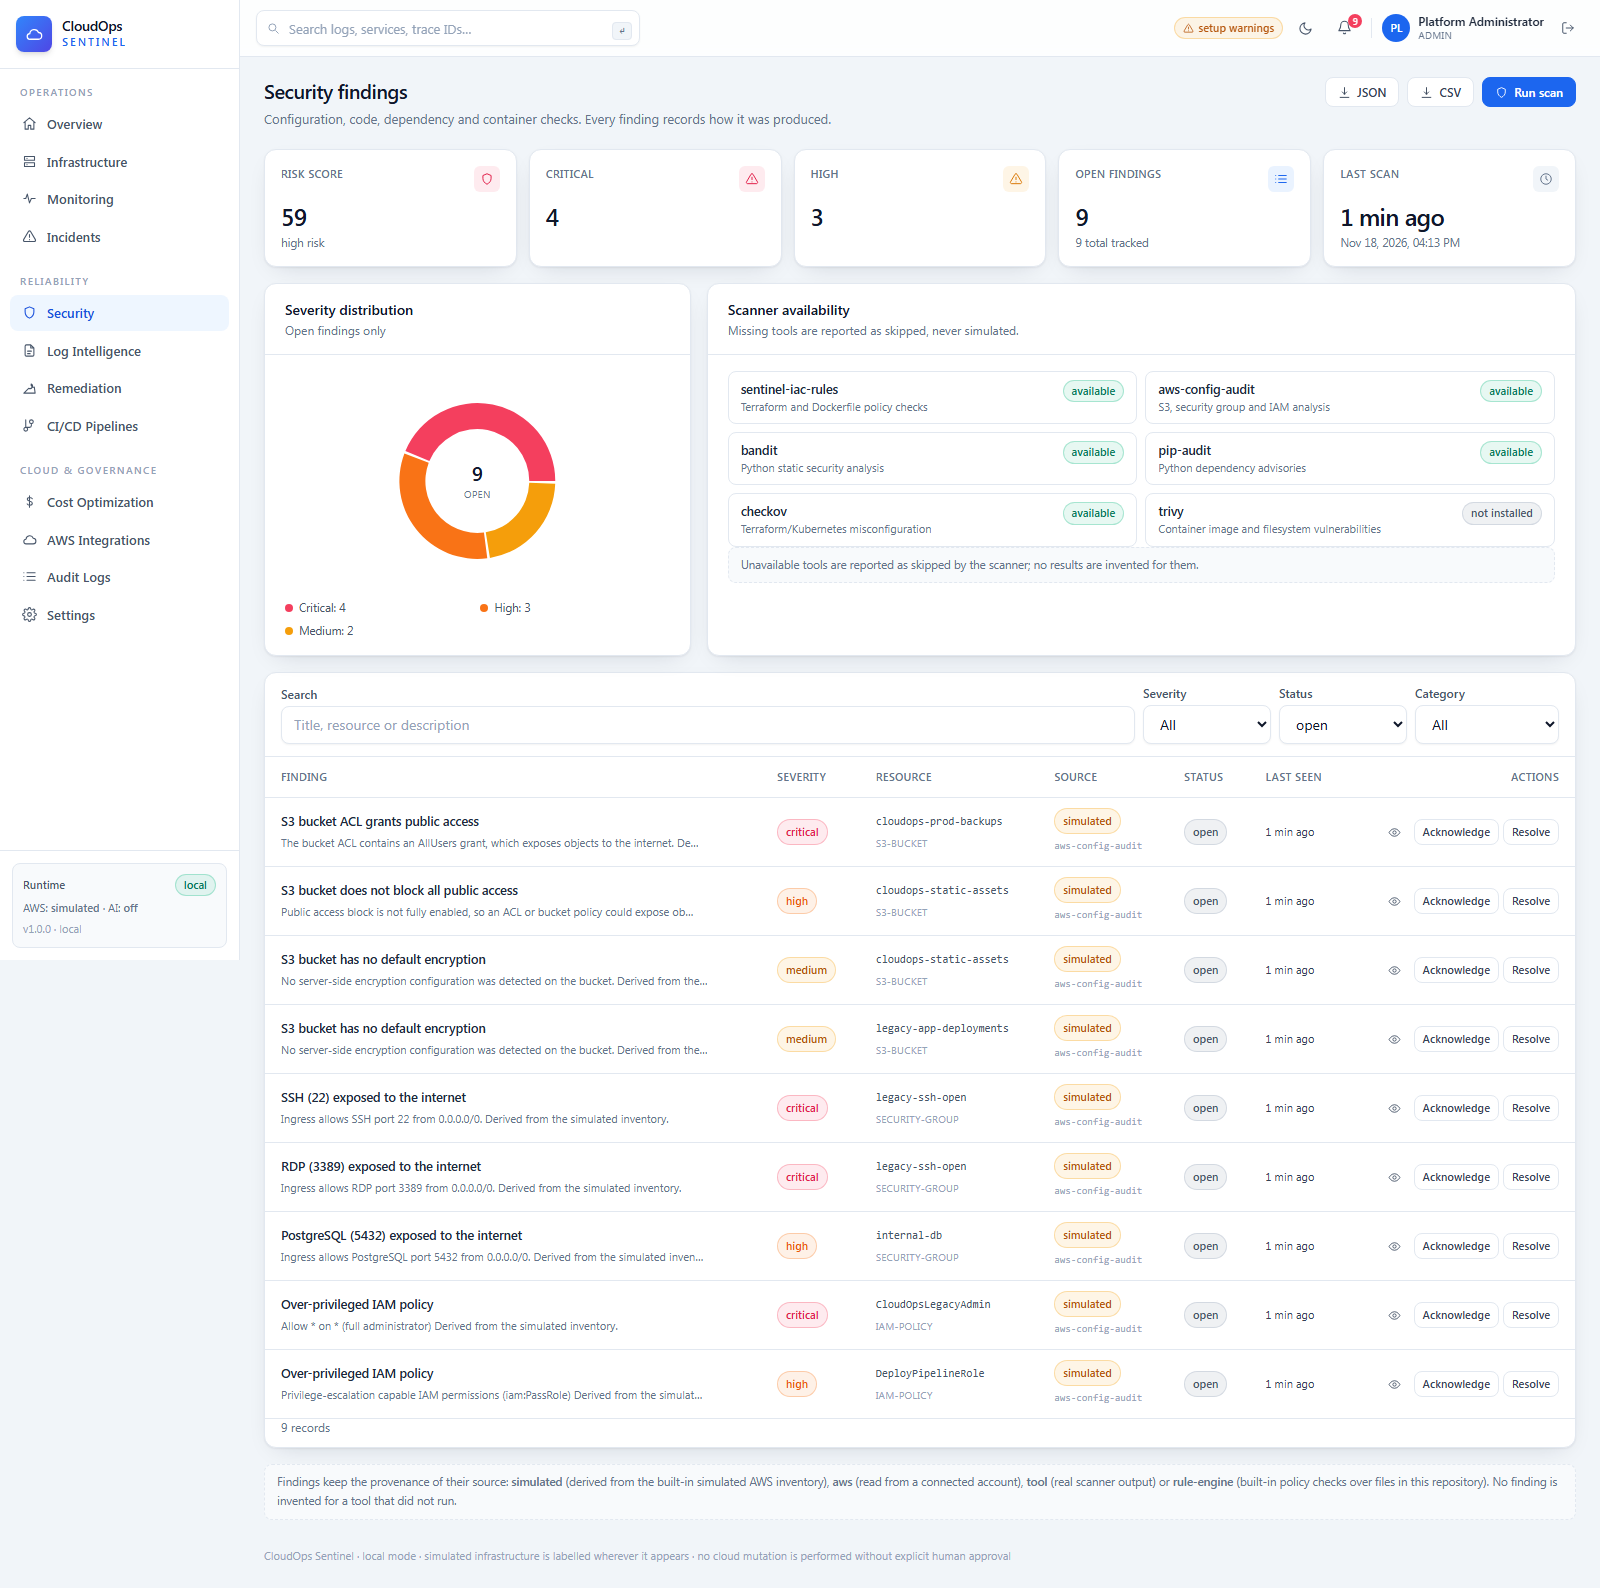 CloudOps
SENTINEL
Search logs, services, trace IDs...
setup warnings
9
PL
Platform Administrator
ADMIN
OPERATIONS
Overview
Infrastructure
Monitoring
Incidents
RELIABILITY
Security
Log Intelligence
Remediation
CI/CD Pipelines
CLOUD & GOVERNANCE
Cost Optimization
AWS Integrations
Audit Logs
Settings
Runtime
local
AWS: simulated · AI: off
v1.0.0 · local
Security findings
Configuration, code, dependency and container checks. Every finding records how it was produced.
JSON
CSV
Run scan
RISK SCORE
59
high risk
CRITICAL
4
HIGH
3
OPEN FINDINGS
9
9 total tracked
LAST SCAN
1 min ago
Nov 18, 2026, 04:13 PM
Severity distribution
Open findings only
9
OPEN
Critical: 4
High: 3
Medium: 2
Scanner availability
Missing tools are reported as skipped, never simulated.
sentinel-iac-rules
Terraform and Dockerfile policy checks
available
aws-config-audit
S3, security group and IAM analysis
available
bandit
Python static security analysis
available
pip-audit
Python dependency advisories
available
checkov
Terraform/Kubernetes misconfiguration
available
trivy
Container image and filesystem vulnerabilities
not installed
Unavailable tools are reported as skipped by the scanner; no results are invented for them.
Search
Title, resource or description
Severity
All
Status
open
Category
All
FINDING SEVERITY RESOURCE SOURCE STATUS LAST SEEN ACTIONS
S3 bucket ACL grants public access
The bucket ACL contains an AllUsers grant, which exposes objects to the internet. De...
critical
cloudops-prod-backups
S3-BUCKET
simulated
aws-config-audit
open
1 min ago
Acknowledge
Resolve
S3 bucket does not block all public access
Public access block is not fully enabled, so an ACL or bucket policy could expose ob...
high
cloudops-static-assets
S3-BUCKET
simulated
aws-config-audit
open
1 min ago
Acknowledge
Resolve
S3 bucket has no default encryption
No server-side encryption configuration was detected on the bucket. Derived from the...
medium
cloudops-static-assets
S3-BUCKET
simulated
aws-config-audit
open
1 min ago
Acknowledge
Resolve
S3 bucket has no default encryption
No server-side encryption configuration was detected on the bucket. Derived from the...
medium
legacy-app-deployments
S3-BUCKET
simulated
aws-config-audit
open
1 min ago
Acknowledge
Resolve
SSH (22) exposed to the internet
Ingress allows SSH port 22 from 0.0.0.0/0. Derived from the simulated inventory.
critical
legacy-ssh-open
SECURITY-GROUP
simulated
aws-config-audit
open
1 min ago
Acknowledge
Resolve
RDP (3389) exposed to the internet
Ingress allows RDP port 3389 from 0.0.0.0/0. Derived from the simulated inventory.
critical
legacy-ssh-open
SECURITY-GROUP
simulated
aws-config-audit
open
1 min ago
Acknowledge
Resolve
PostgreSQL (5432) exposed to the internet
Ingress allows PostgreSQL port 5432 from 0.0.0.0/0. Derived from the simulated inven...
high
internal-db
SECURITY-GROUP
simulated
aws-config-audit
open
1 min ago
Acknowledge
Resolve
Over-privileged IAM policy
Allow * on * (full administrator) Derived from the simulated inventory.
critical
CloudOpsLegacyAdmin
IAM-POLICY
simulated
aws-config-audit
open
1 min ago
Acknowledge
Resolve
Over-privileged IAM policy
Privilege-escalation capable IAM permissions (iam:PassRole) Derived from the simulat...
high
DeployPipelineRole
IAM-POLICY
simulated
aws-config-audit
open
1 min ago
Acknowledge
Resolve
9 records
Findings keep the provenance of their source: simulated (derived from the built-in simulated AWS inventory), aws (read from a connected account), tool (real scanner output) or rule-engine (built-in policy checks over files in this repository). No finding is
invented for a tool that did not run.
CloudOps Sentinel · local mode · simulated infrastructure is labelled wherever it appears · no cloud mutation is performed without explicit human approval